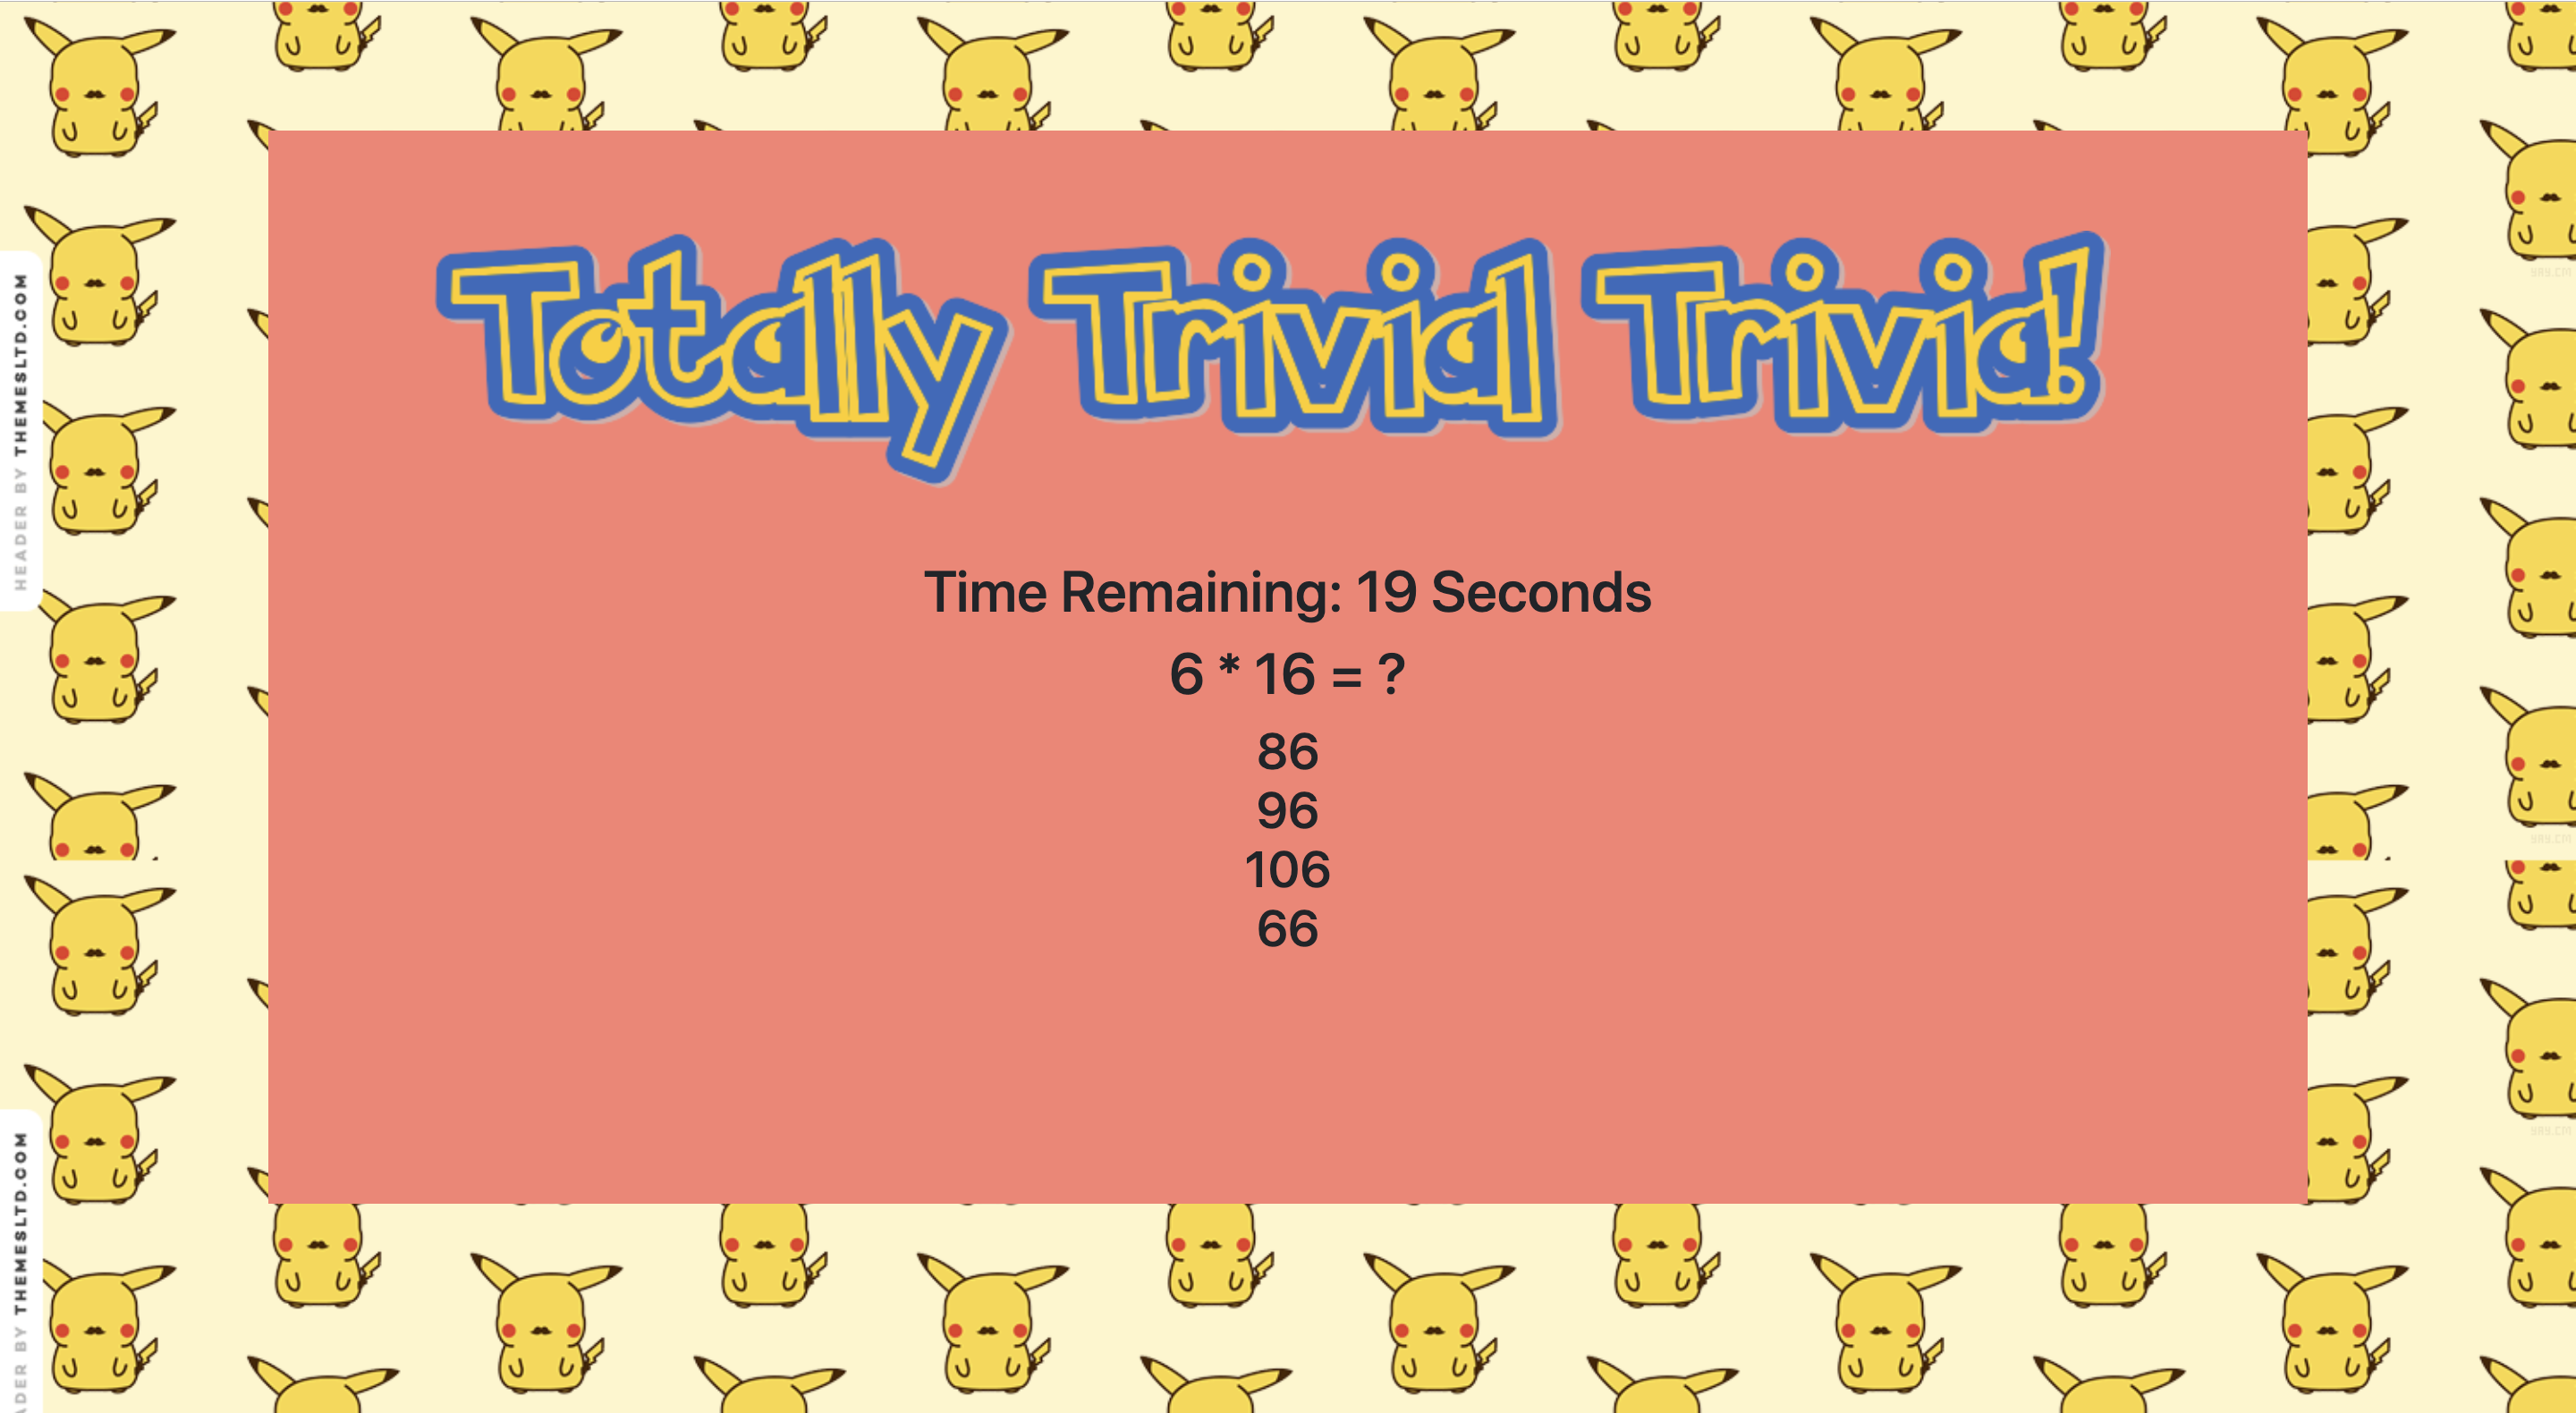 Totally Trivial Trivia!
Time Remaining: 19 Seconds
6 * 16 = ?
86
96
106
66
HEADER BY THEMESLTD.COM
ADER BY THEMESLTD.COM